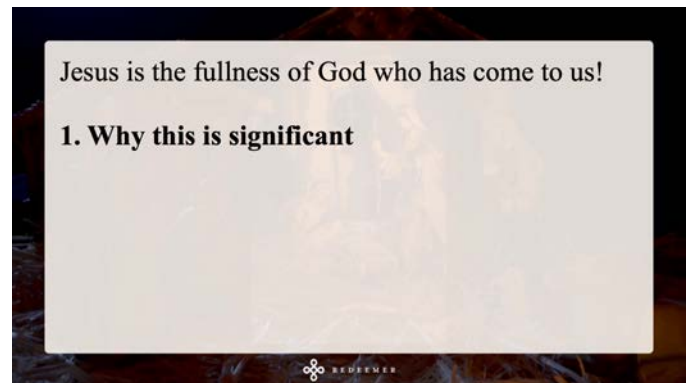 Jesus is the fullness of God who has come to us!
1. Why this is significant
REDEEMER